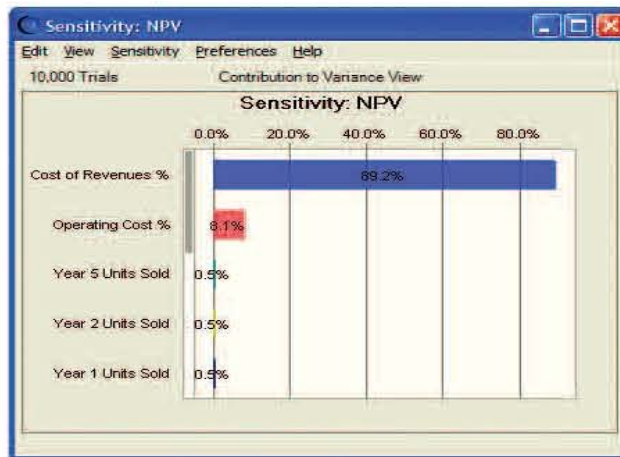 Sensitivity: NPV
Edit View Sensitivity Preferences Help
10,000 Trials Contribution to Variance View
Sensitivity: NPV
0.0% 20.0% 40.0% 60.0% 80.0%
Cost of Revenues % 89.2%
Operating Cost % 8.1%
Year 5 Units Sold 0.5%
Year 2 Units Sold 0.5%
Year 1 Units Sold 0.5%